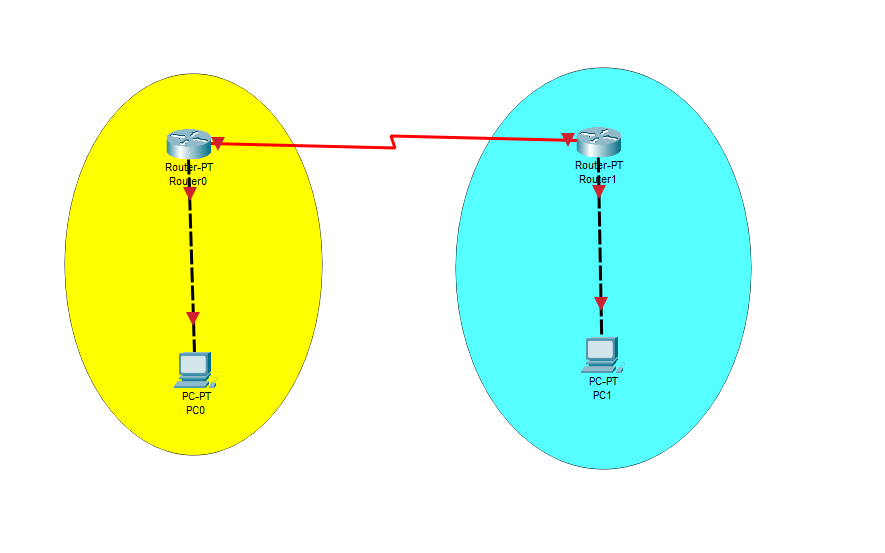 Router-PT
Router0
Router-PT
Router1
PC-PT
PC0
PC-PT
PC1